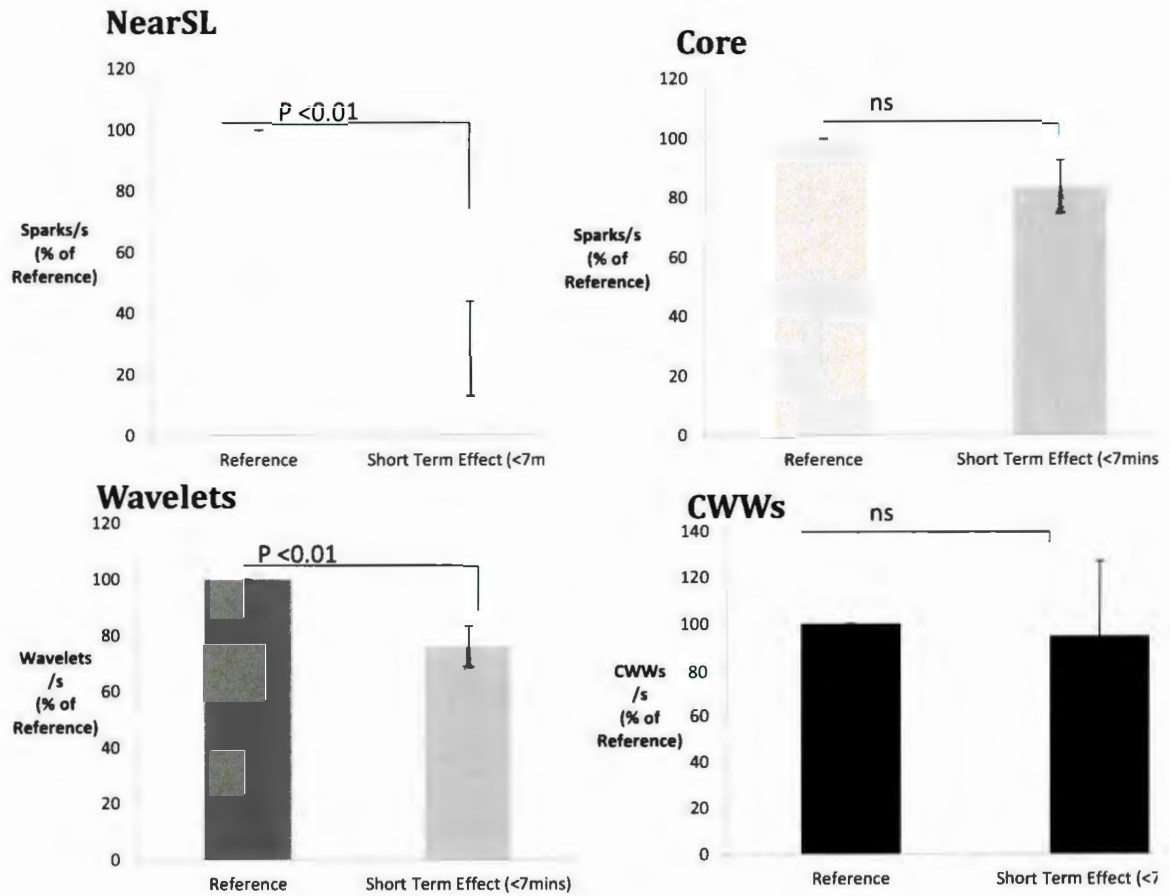 NearSL
120
100
80
60
40
20
0
P <0.01
Sparks/s
(% of
Reference)
Reference
Short Term Effect (<7m
Core
120
100
80
60
40
20
0
ns
Sparks/s
(% of
Reference)
Reference
Short Term Effect (<7mins
Wavelets
120
100
80
60
40
20
0
P <0.01
Wavelets
/s
(% of
Reference)
Reference
Short Term Effect (<7mins)
CWWs
140
120
100
80
60
40
20
0
ns
CWWs
/s
(% of
Reference)
Reference
Short Term Effect (<7